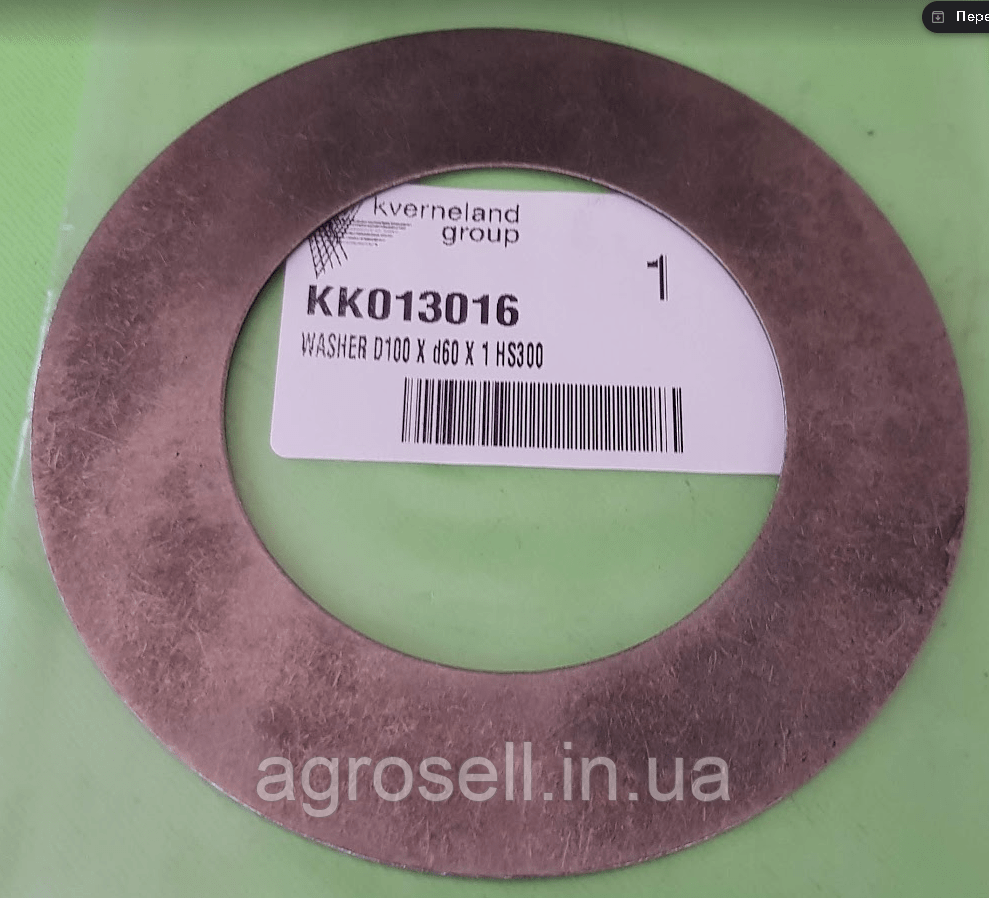 Пере
kverneland
group
1
KK013016
WASHER D100 X d60 X 1 HS300
agrosell.in.ua